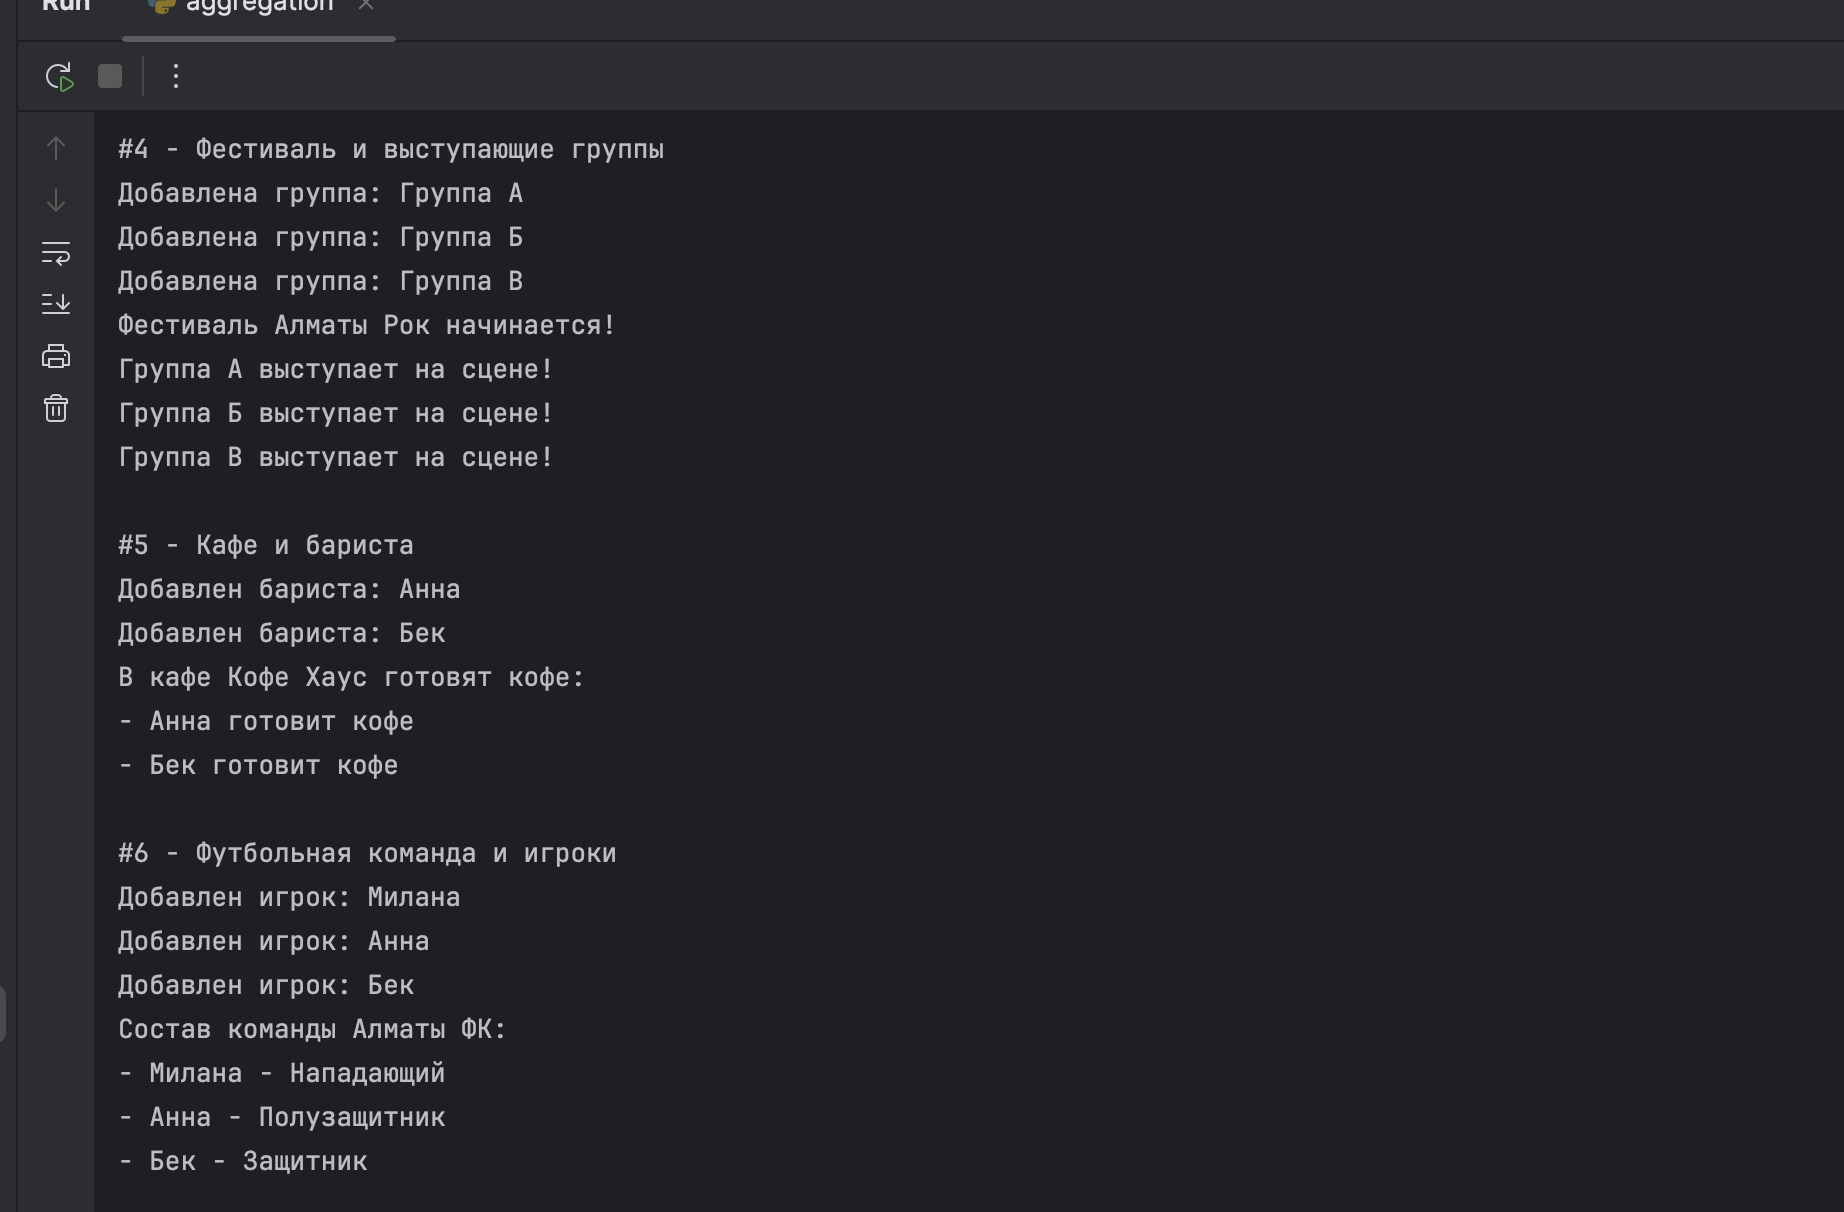 Run aggregation
#4 - Фестиваль и выступающие группы
Добавлена группа: Группа А
Добавлена группа: Группа Б
Добавлена группа: Группа В
Фестиваль Алматы Рок начинается!
Группа А выступает на сцене!
Группа Б выступает на сцене!
Группа В выступает на сцене!
#5 - Кафе и бариста
Добавлен бариста: Анна
Добавлен бариста: Бек
В кафе Кофе Хаус готовят кофе:
- Анна готовит кофе
- Бек готовит кофе
#6 - Футбольная команда и игроки
Добавлен игрок: Милана
Добавлен игрок: Анна
Добавлен игрок: Бек
Состав команды Алматы ФК:
- Милана - Нападающий
- Анна - Полузащитник
- Бек - Защитник